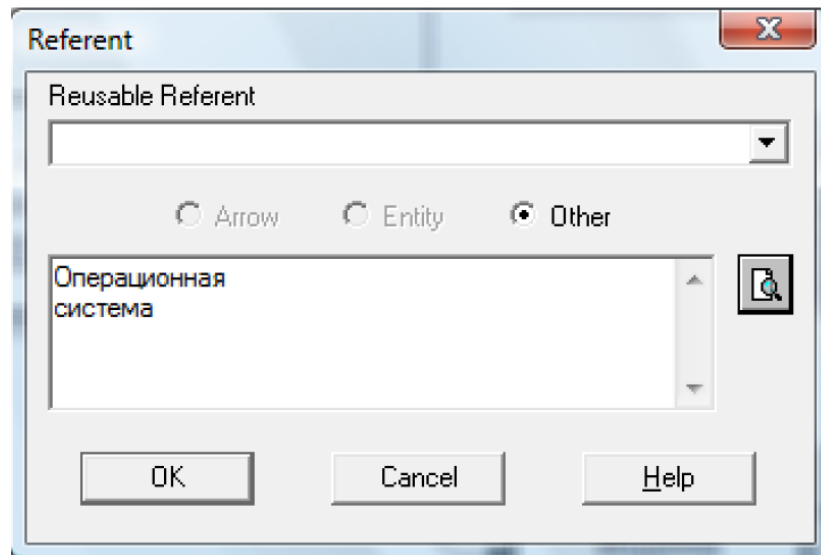 Referent
Reusable Referent
Arrow Entity Other
Операционная
система
OK Cancel Help